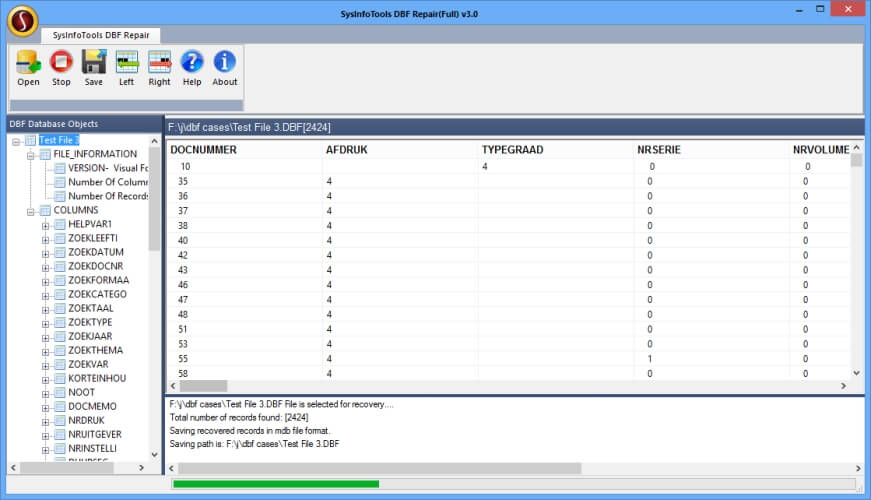 SysInfoTools DBF Repair(Full) v3.0
SysInfoTools DBF Repair
Open Stop Save Left Right Help About
DBF Database Objects
Test File 3
FILE_INFORMATION
VERSION- Visual Fo
Number Of Colum
Number Of Records
COLUMNS
HELPVAR1
ZOEKLEEFTI
ZOEKDATUM
ZOEKDOCNR
ZOEKFORMAA
ZOEKCATEGO
ZOEKTAAL
ZOEKTYPE
ZOEKJAAR
ZOEKTHEMA
ZOEKVAR
KORTEINHOU
NOOT
DOCMEMO
NRDRUK
NRUITGEVER
NRINSTELLI
F:\j\dbf cases\Test File 3.DBF[2424]
DOCNUMMER AFDRUK TYPEGRAAD NRSERIE NRVOLUME
10 4 0 0
35 4 0 0
36 4 0 0
37 4 0 0
38 4 0 0
40 4 0 0
42 4 0 0
43 4 0 0
46 4 0 0
47 4 0 0
48 4 0 0
51 4 0 0
53 4 0 0
55 4 1 0
58 4 0 0
F:\j\dbf cases\Test File 3.DBF File is selected for recovery....
Total number of records found: [2424]
Saving recovered records in mdb file format.
Saving path is: F:\j\dbf cases\Test File 3.DBF